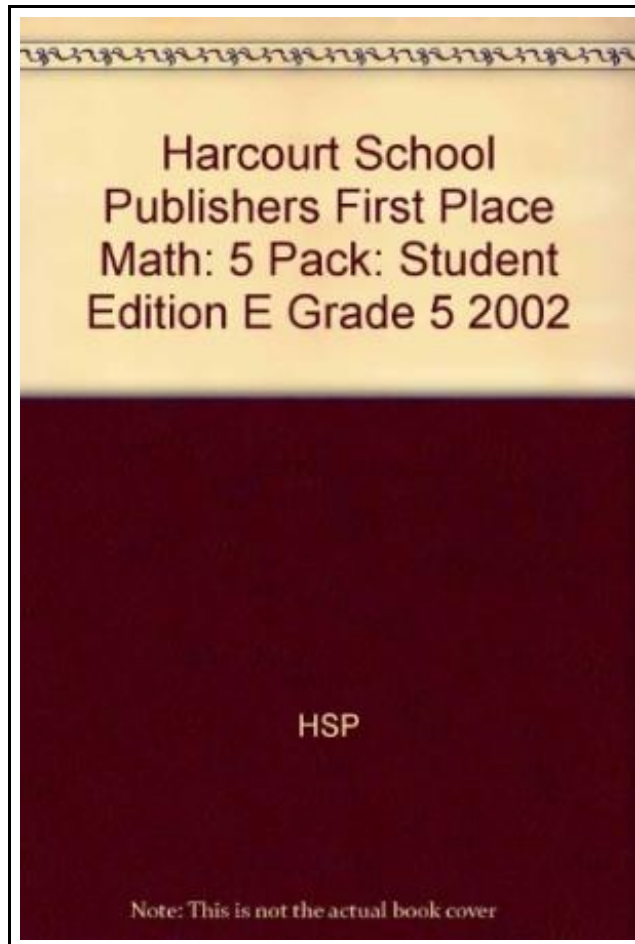 Harcourt School
Publishers First Place
Math: 5 Pack: Student
Edition E Grade 5 2002
HSP
Note: This is not the actual book cover